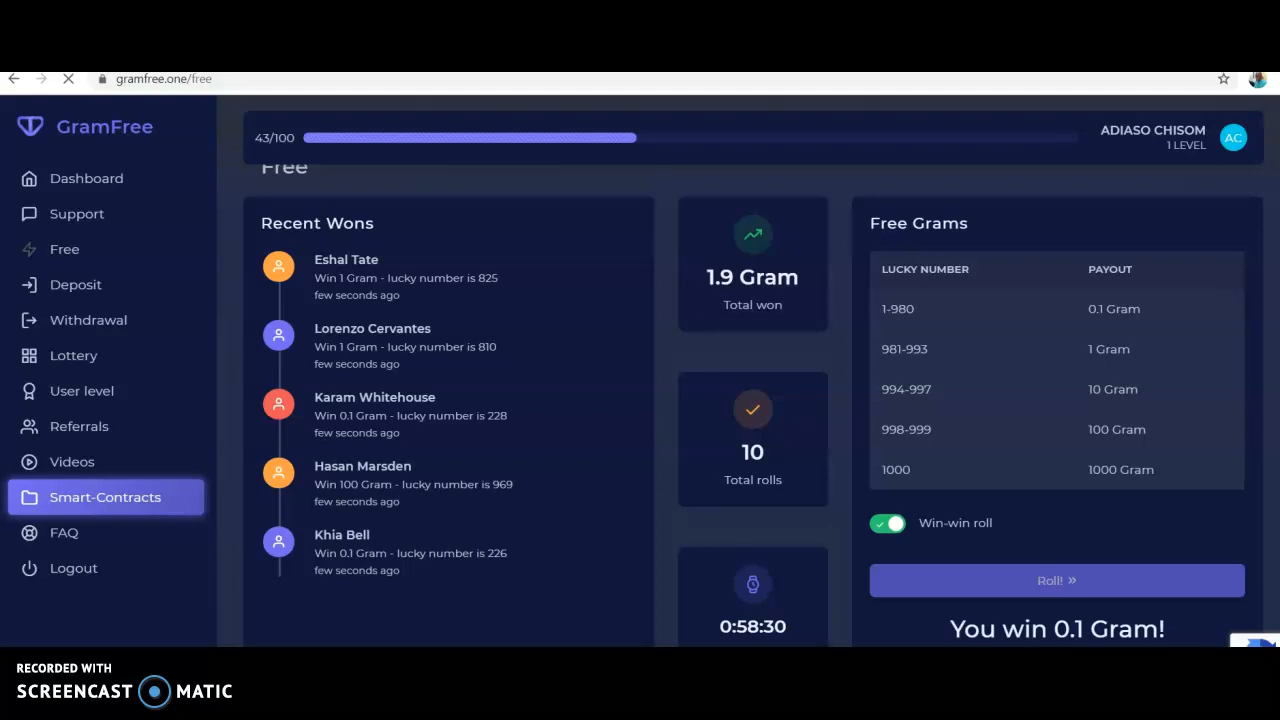 gramfree.one/free
GramFree
43/100
ADIASO CHISOM
1 LEVEL
AC
Dashboard
Support
Free
Deposit
Withdrawal
Lottery
User level
Referrals
Videos
Smart-Contracts
FAQ
Logout
Free
Recent Wons
Eshal Tate
Win 1 Gram - lucky number is 825
few seconds ago
Lorenzo Cervantes
Win 1 Gram - lucky number is 810
few seconds ago
Karam Whitehouse
Win 0.1 Gram - lucky number is 228
few seconds ago
Hasan Marsden
Win 100 Gram - lucky number is 969
few seconds ago
Khia Bell
Win 0.1 Gram - lucky number is 226
few seconds ago
1.9 Gram
Total won
10
Total rolls
0:58:30
Free Grams
LUCKY NUMBER PAYOUT
1-980 0.1 Gram
981-993 1 Gram
994-997 10 Gram
998-999 100 Gram
1000 1000 Gram
Win-win roll
Roll! »
You win 0.1 Gram!
RECORDED WITH
SCREENCAST MATIC